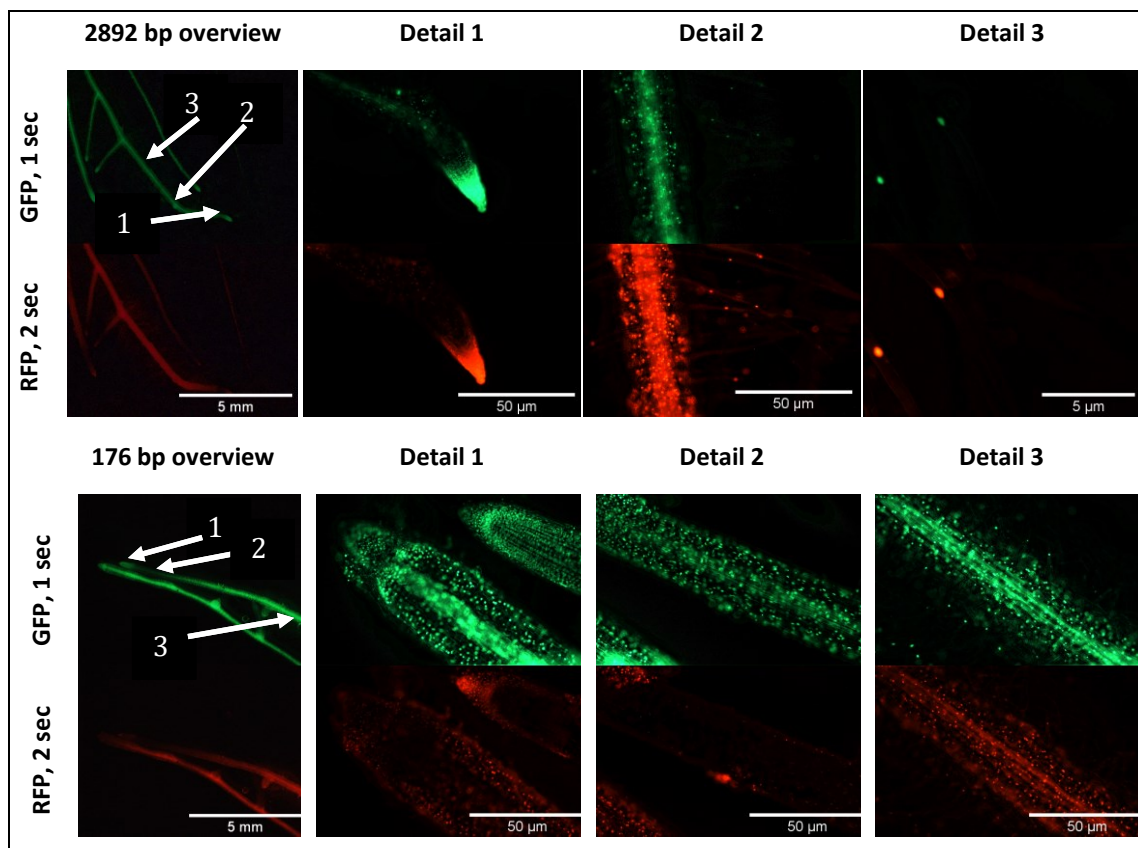 2892 bp overview Detail 1 Detail 2 Detail 3
GFP, 1 sec
3 2
1
RFP, 2 sec
5 mm 50 µm 50 µm 5 µm
176 bp overview Detail 1 Detail 2 Detail 3
GFP, 1 sec
1
2
3
RFP, 2 sec
5 mm 50 µm 50 µm 50 µm